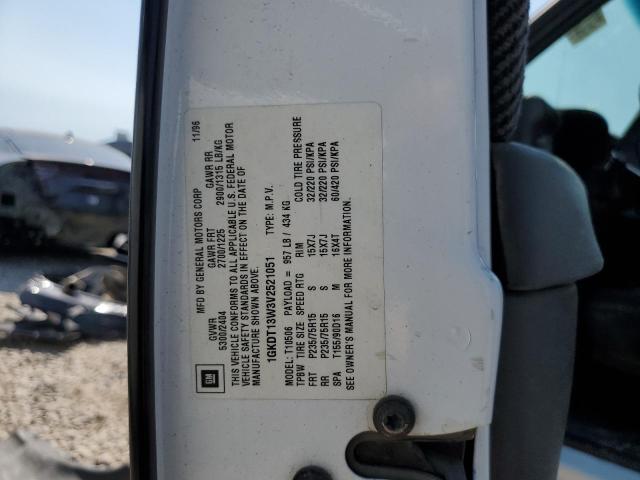 GM
MFD BY GENERAL MOTORS CORP 11/96
GVWR GAWR FRT GAWR RR
5300/2404 2700/1225 2900/1315 LB/KG
THIS VEHICLE CONFORMS TO ALL APPLICABLE U.S. FEDERAL MOTOR
VEHICLE SAFETY STANDARDS IN EFFECT ON THE DATE OF
MANUFACTURE SHOWN ABOVE.
1GKDT13W3V2521051 TYPE: M.P.V.
MODEL: T10506 PAYLOAD = 957 LB / 434 KG
TPBW TIRE SIZE SPEED RTG RIM COLD TIRE PRESSURE
FRT P235/75R15 S 15X7J 32/220 PSI/KPA
RR P235/75R15 S 15X7J 32/220 PSI/KPA
SPA T155/90D16 M 16X4T 60/420 PSI/KPA
SEE OWNER'S MANUAL FOR MORE INFORMATION.